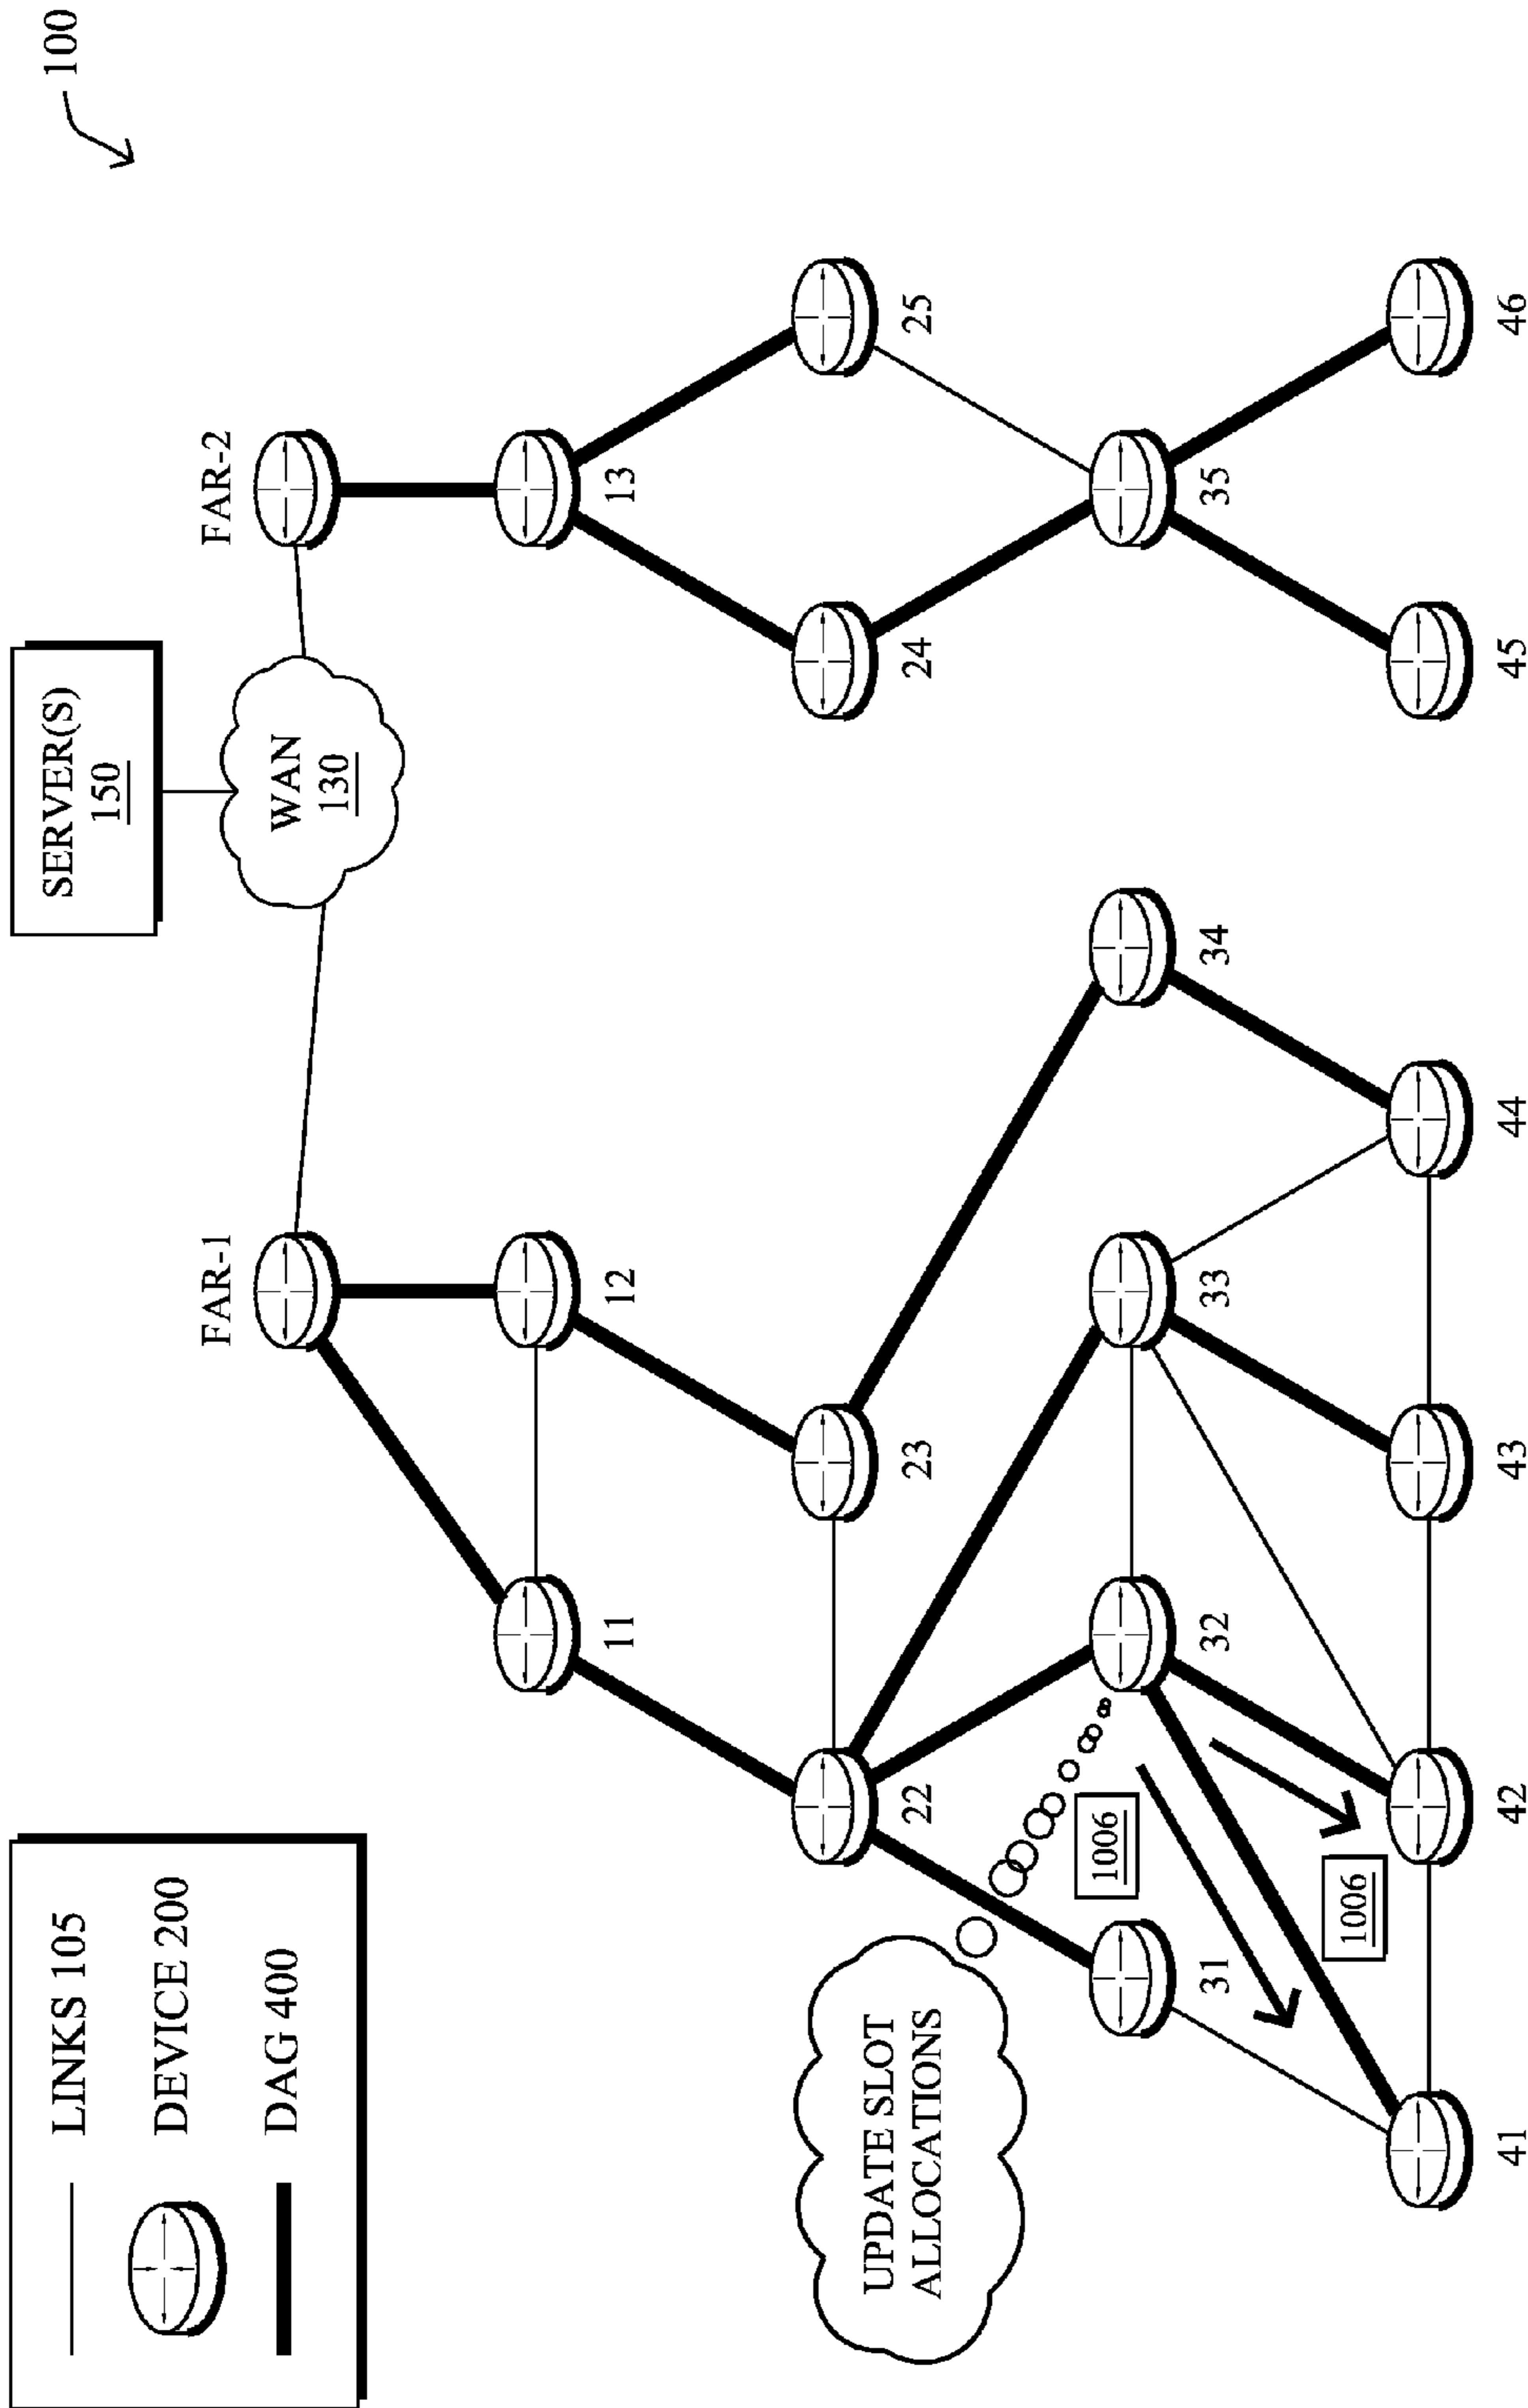 100
LINKS 105
DEVICE 200
DAG 400
SERVER(S)
150
WAN
130
FAR-1
FAR-2
11
12
13
22
23
24
25
UPDATE SLOT
ALLOCATIONS
1006
1006
31
32
33
34
35
41
42
43
44
45
46